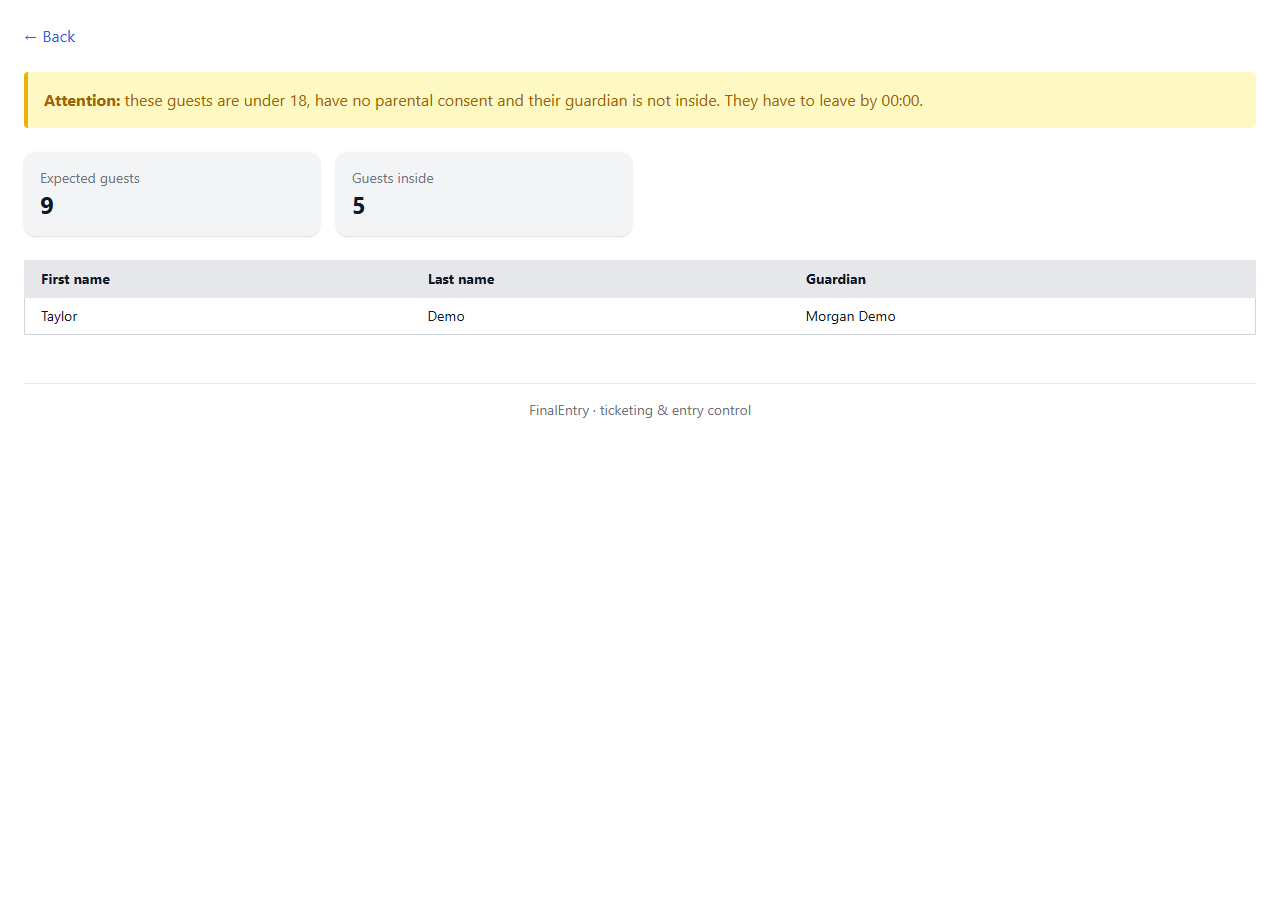 ← Back
Attention: these guests are under 18, have no parental consent and their guardian is not inside. They have to leave by 00:00.
Expected guests
9
Guests inside
5
First name Last name Guardian
Taylor Demo Morgan Demo
FinalEntry · ticketing & entry control